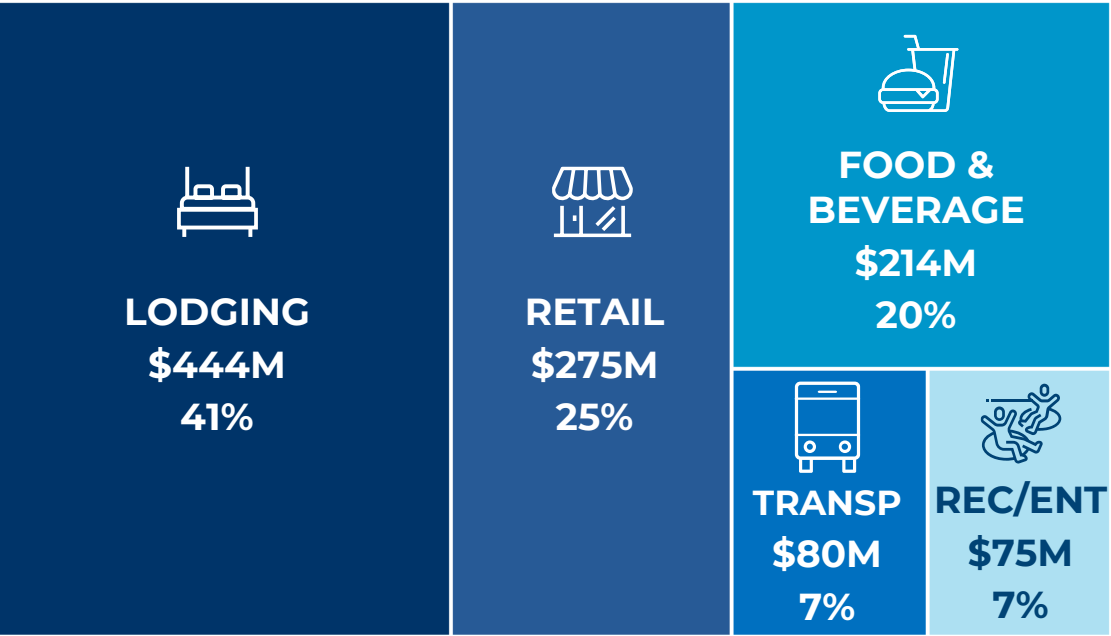 LODGING
$444M
41%
RETAIL
$275M
25%
FOOD &
BEVERAGE
$214M
20%
TRANSP
$80M
7%
REC/ENT
$75M
7%